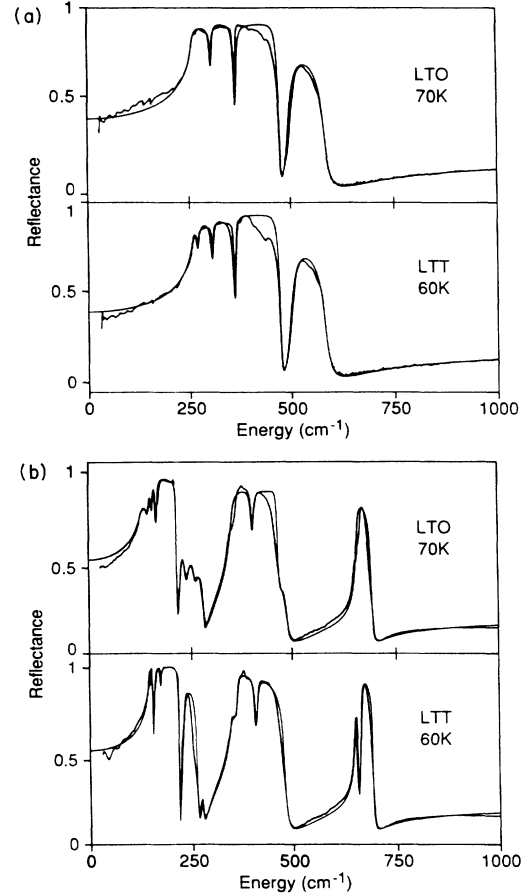 (a)
1
LTO
70K
0.5
0
1
LTT
60K
0.5
0
Reflectance
0 250 500 750 1000
Energy (cm⁻¹)
(b)
1
LTO
70K
0.5
0
1
LTT
60K
0.5
0
Reflectance
0 250 500 750 1000
Energy (cm⁻¹)